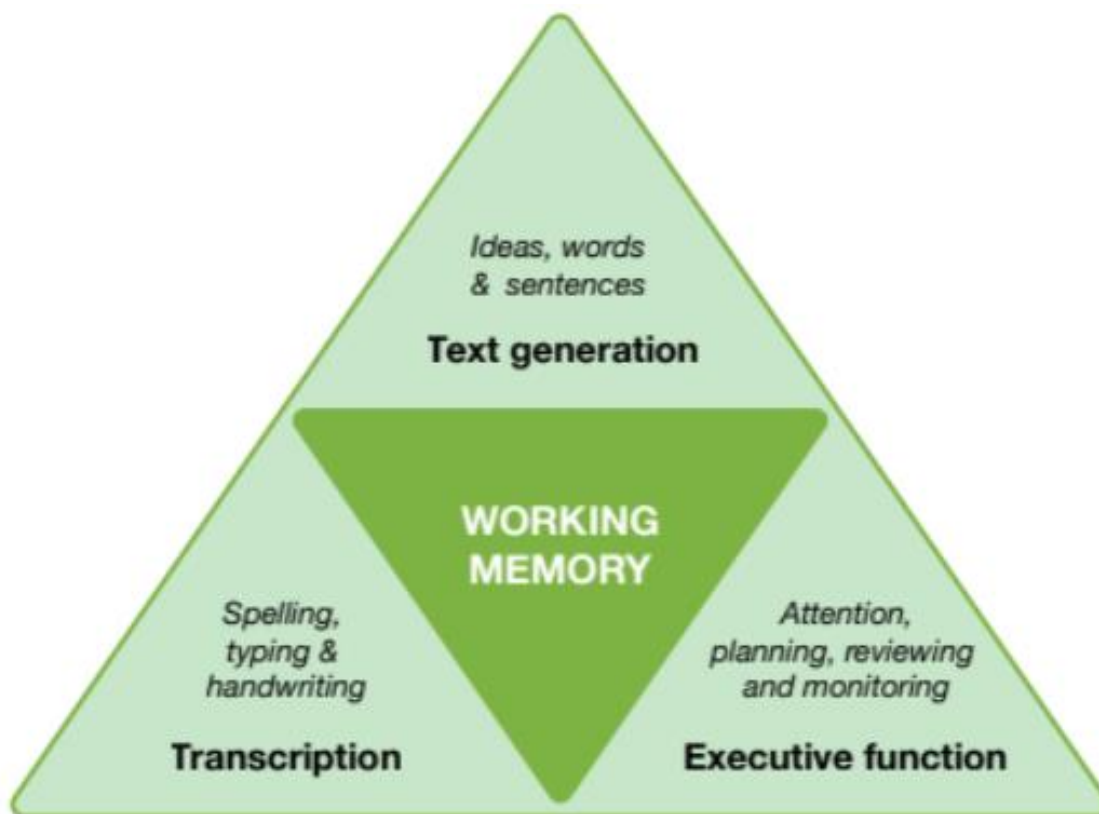 Ideas, words
& sentences
Text generation
WORKING
MEMORY
Spelling,
typing &
handwriting
Transcription
Attention,
planning, reviewing
and monitoring
Executive function